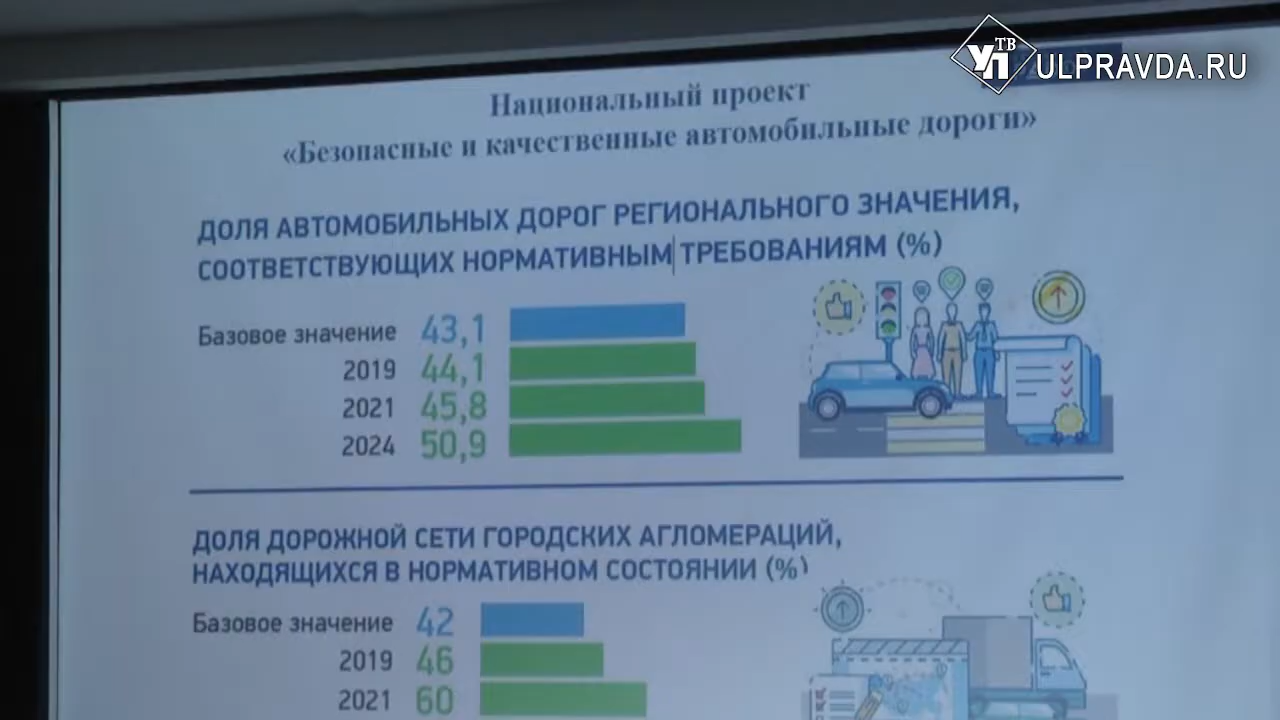 УП ТВ ULPRAVDA.RU
Национальный проект
«Безопасные и качественные автомобильные дороги»
ДОЛЯ АВТОМОБИЛЬНЫХ ДОРОГ РЕГИОНАЛЬНОГО ЗНАЧЕНИЯ,
СООТВЕТСТВУЮЩИХ НОРМАТИВНЫМ ТРЕБОВАНИЯМ (%)
Базовое значение 43,1
2019 44,1
2021 45,8
2024 50,9
ДОЛЯ ДОРОЖНОЙ СЕТИ ГОРОДСКИХ АГЛОМЕРАЦИЙ,
НАХОДЯЩИХСЯ В НОРМАТИВНОМ СОСТОЯНИИ (%)
Базовое значение 42
2019 46
2021 60